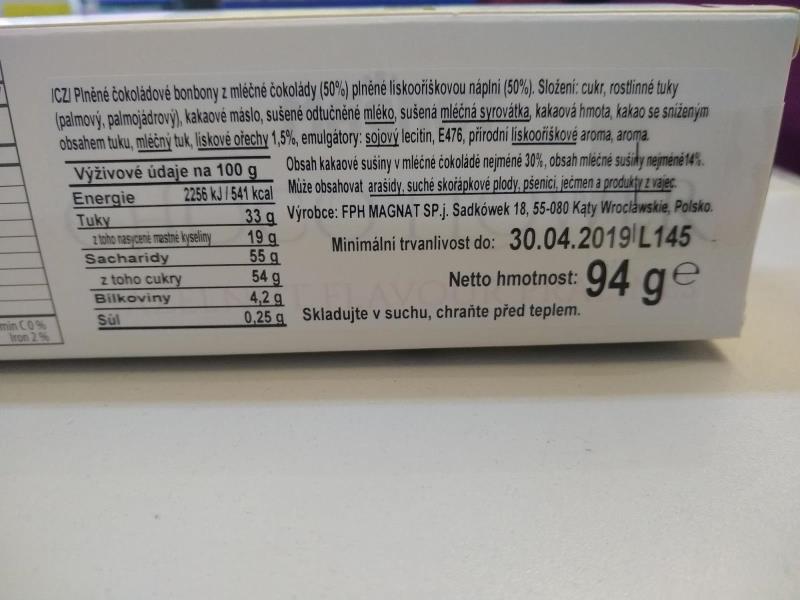 /CZ/ Plněné čokoládové bonbony z mléčné čokolády (50%) plněné lískooříškovou náplní (50%). Složení: cukr, rostlinné tuky
(palmový, palmojádrový), kakaové máslo, sušené odtučněné mléko, sušená mléčná syrovátka, kakaová hmota, kakao se sníženým
obsahem tuku, mléčný tuk, lískové ořechy 1,5%, emulgátory: sojový lecitin, E476, přírodní lískooříškové aroma, aroma.
Obsah kakaové sušiny v mléčné čokoládě nejméně 30%, obsah mléčné sušiny nejméně14%.
Může obsahovat arašídy, suché skořápkové plody, pšenici, ječmen a produkty z vajec.
Výrobce: FPH MAGNAT SP.j. Sadkówek 18, 55-080 Kąty Wrocławskie, Polsko.
Minimální trvanlivost do: 30.04.2019 L145
Netto hmotnost: 94 g e
Skladujte v suchu, chraňte před teplem.
Výživové údaje na 100 g
Energie 2256 kJ / 541 kcal
Tuky 33 g
z toho nasycené mastné kyseliny 19 g
Sacharidy 55 g
z toho cukry 54 g
Bílkoviny 4,2 g
Sůl 0,25 g
C 0%
Iron 2%